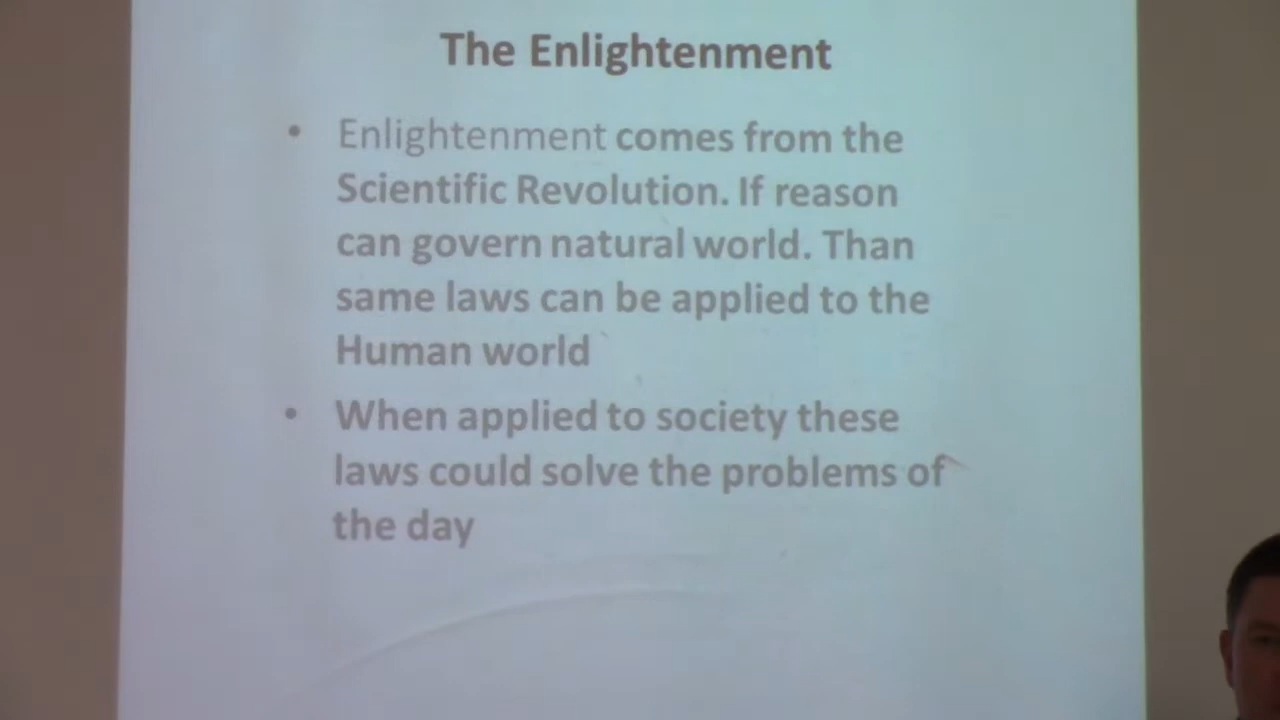 The Enlightenment
• Enlightenment comes from the
Scientific Revolution. If reason
can govern natural world. Than
same laws can be applied to the
Human world
• When applied to society these
laws could solve the problems of
the day